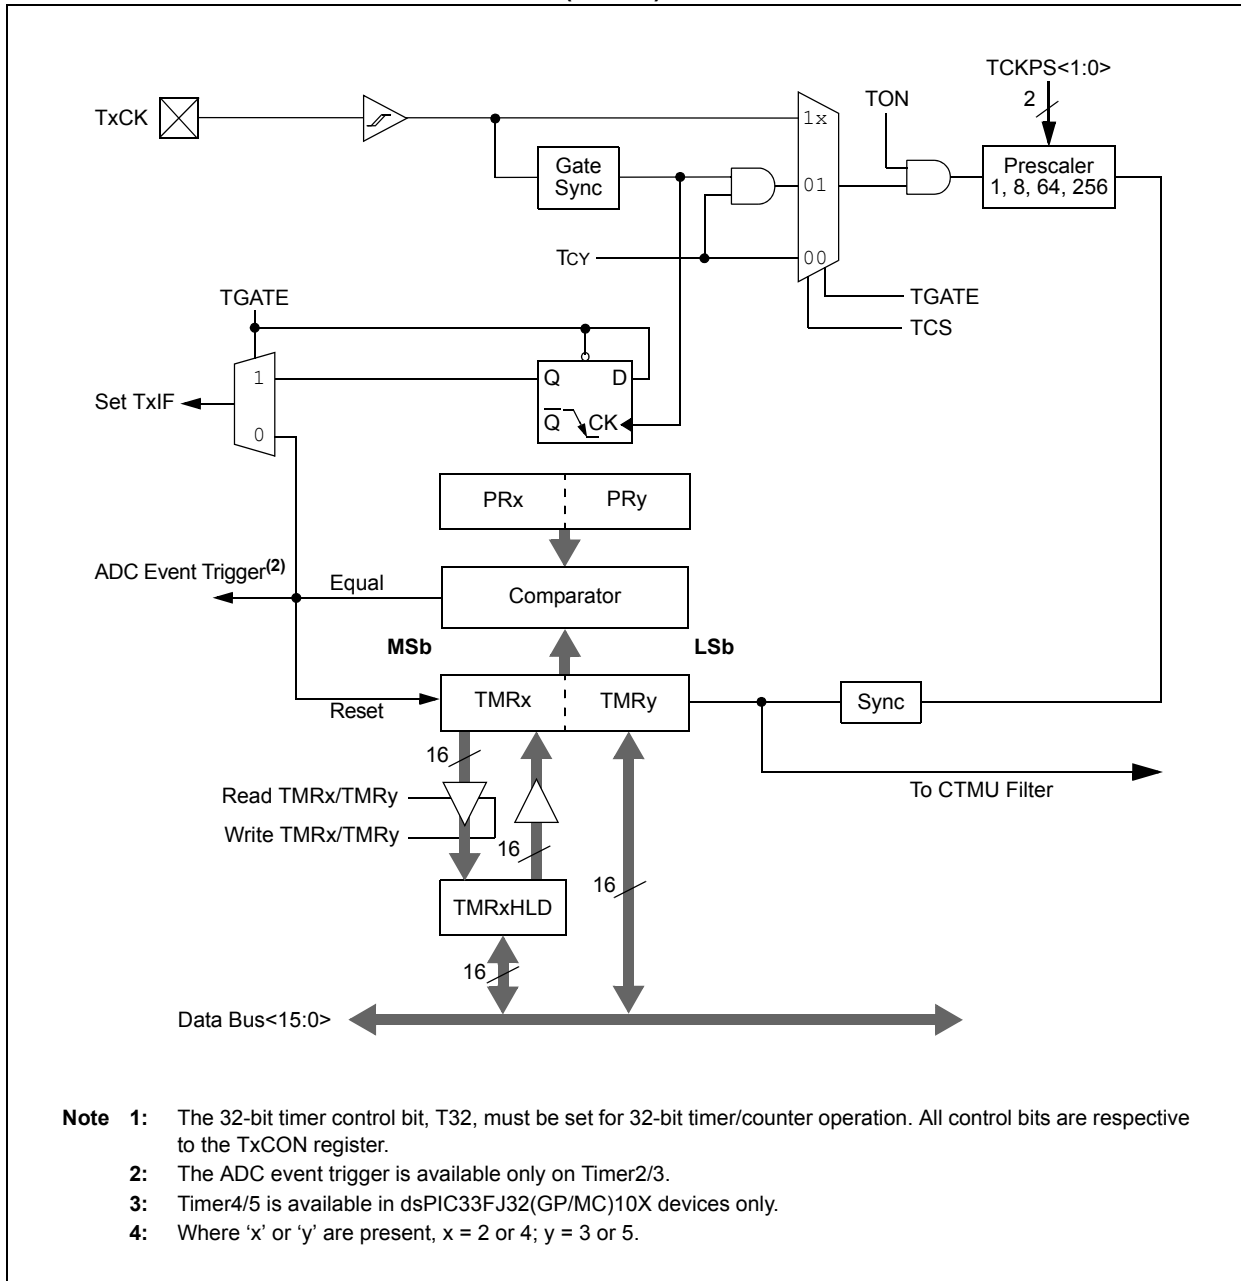 TCKPS<1:0>
2
TON
TxCK
1x
Gate
Sync
Prescaler
1, 8, 64, 256
01
TCY
00
TGATE
TGATE
TCS
1
Q D
Set TxIF
Q CK
0
PRx PRy
ADC Event Trigger(2)
Equal
Comparator
MSb LSb
TMRx TMRy
Sync
Reset
16
Read TMRx/TMRy
To CTMU Filter
Write TMRx/TMRy
16
16
TMRxHLD
16
Data Bus<15:0>
Note 1: The 32-bit timer control bit, T32, must be set for 32-bit timer/counter operation. All control bits are respective
to the TxCON register.
2: The ADC event trigger is available only on Timer2/3.
3: Timer4/5 is available in dsPIC33FJ32(GP/MC)10X devices only.
4: Where ‘x’ or ‘y’ are present, x = 2 or 4; y = 3 or 5.